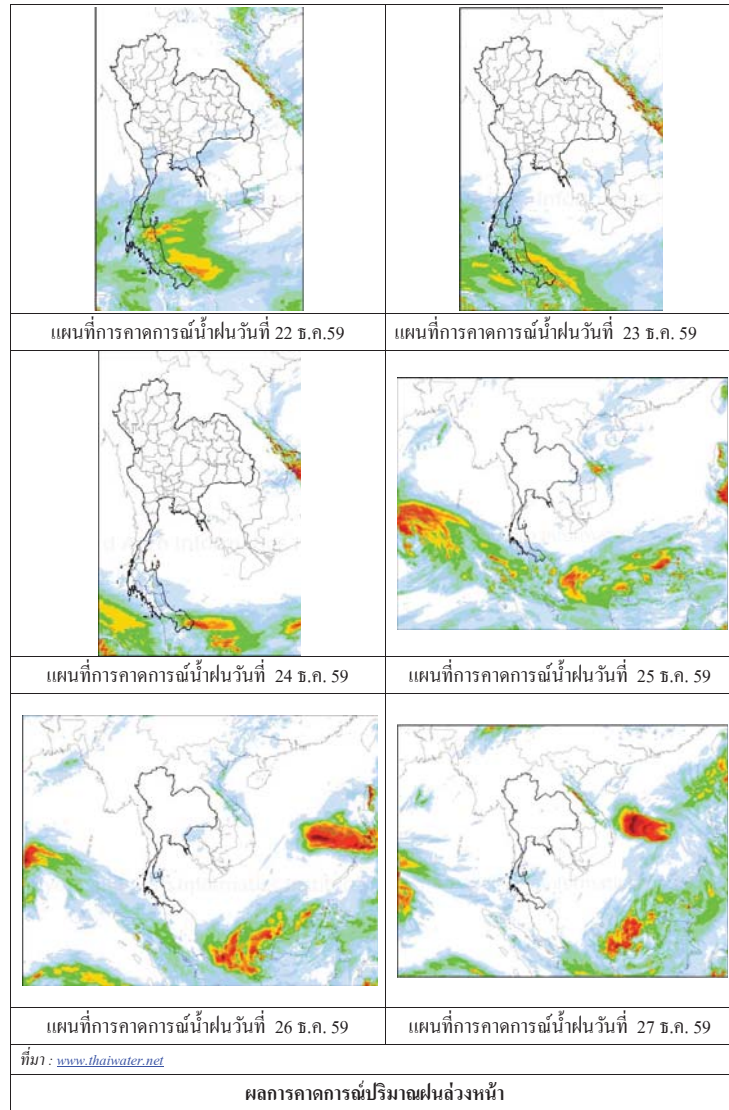 แผนที่การคาดการณ์น้ำฝนวันที่ 22 ธ.ค.59
แผนที่การคาดการณ์น้ำฝนวันที่ 23 ธ.ค. 59
แผนที่การคาดการณ์น้ำฝนวันที่ 24 ธ.ค. 59
แผนที่การคาดการณ์น้ำฝนวันที่ 25 ธ.ค. 59
แผนที่การคาดการณ์น้ำฝนวันที่ 26 ธ.ค. 59
แผนที่การคาดการณ์น้ำฝนวันที่ 27 ธ.ค. 59
ที่มา : www.thaiwater.net
ผลการคาดการณ์ปริมาณฝนล่วงหน้า